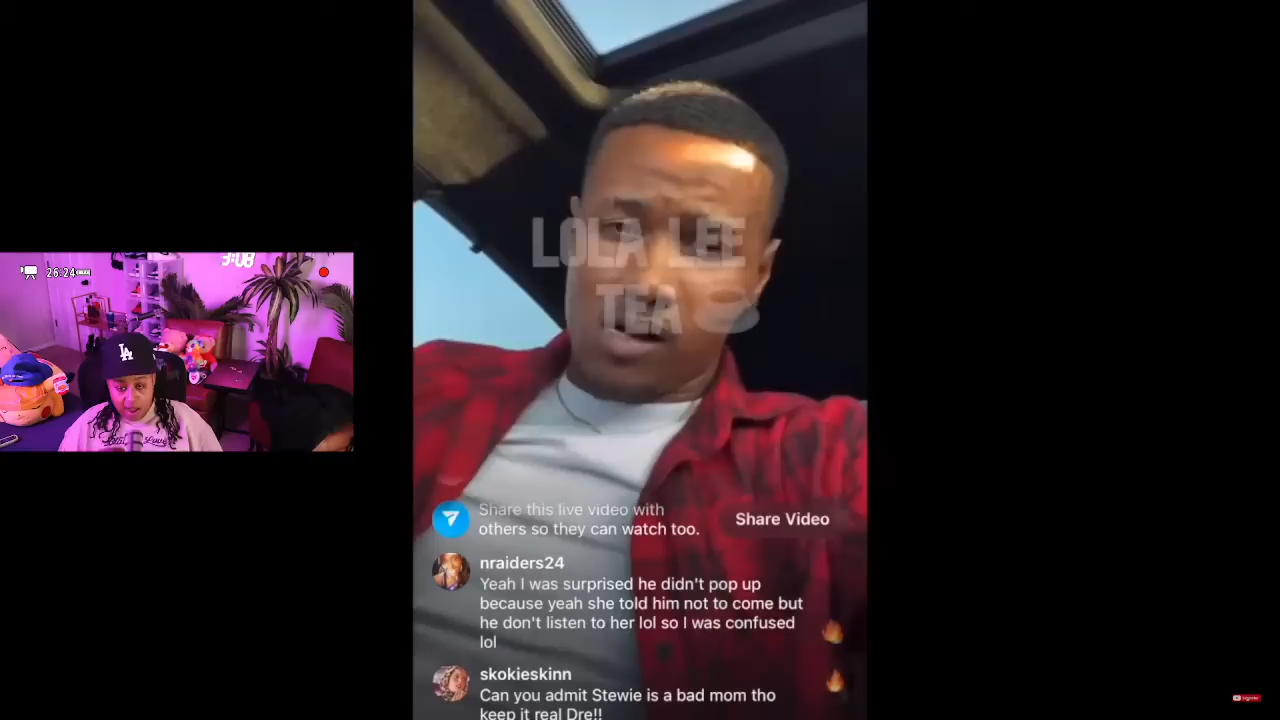 3:08
26:24
LA
LOLA LEE
TEA
Share this live video with
others so they can watch too.
Share Video
nraiders24
Yeah I was surprised he didn't pop up
because yeah she told him not to come but
he don't listen to her lol so I was confused
lol
skokieskinn
Can you admit Stewie is a bad mom tho
keep it real Dre!!